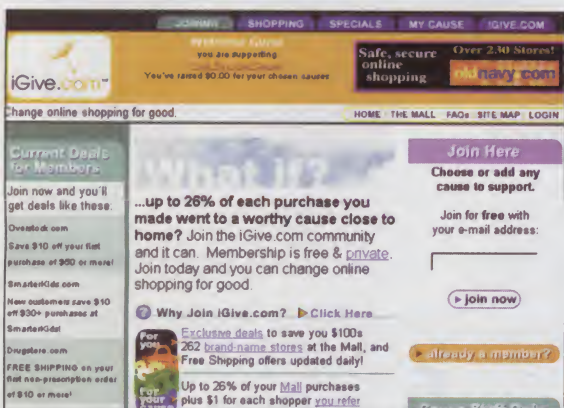 JOINING SHOPPING SPECIALS MY CAUSE IGIVE.COM
Welcome Guest
you are supporting
You've raised $0.00 for your chosen causes
Safe, secure
online
shopping
Over 230 Stores!
oldnavy.com
iGive.com
Change online shopping for good.
HOME THE MALL FAQs SITE MAP LOGIN
Current Deals
for Members
Join now and you'll
get deals like these:
Overstock.com
Save $10 off your first
purchase of $60 or more!
SmarterKids.com
New customers save $10
off $30+ purchases at
SmarterKids!
Drugstore.com
FREE SHIPPING on your
first non-prescription order
of $10 or more!
What if?
...up to 26% of each purchase you
made went to a worthy cause close to
home? Join the iGive.com community
and it can. Membership is free & private.
Join today and you can change online
shopping for good.
? Why Join iGive.com? Click Here
For
you
Exclusive deals to save you $100s
262 brand-name stores at the Mall, and
Free Shipping offers updated daily!
For
your
Up to 26% of your Mall purchases
plus $1 for each shopper you refer
Join Here
Choose or add any
cause to support.
Join for free with
your e-mail address:
join now
already a member?